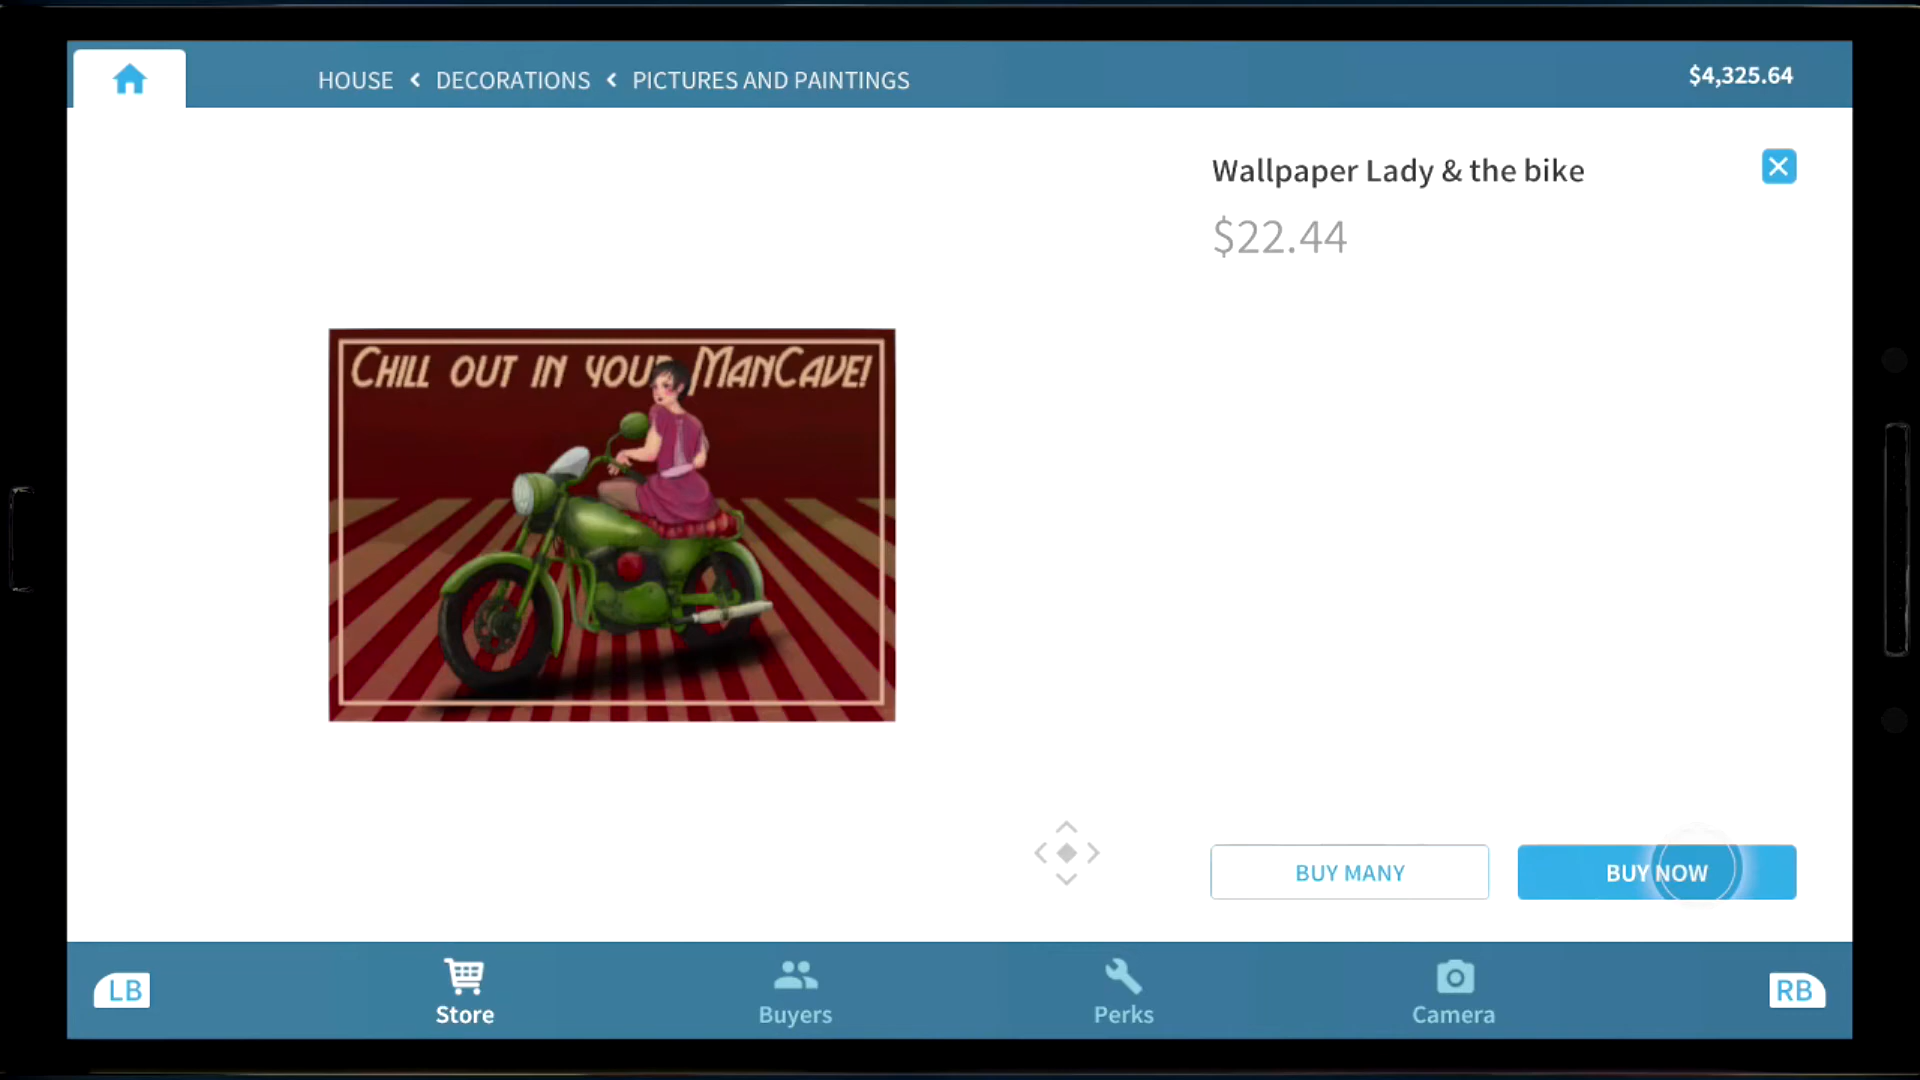 HOUSE < DECORATIONS < PICTURES AND PAINTINGS
$4,325.64
Wallpaper Lady & the bike
$22.44
CHILL OUT IN YOUR MANCAVE!
BUY MANY
BUY NOW
LB
Store
Buyers
Perks
Camera
RB